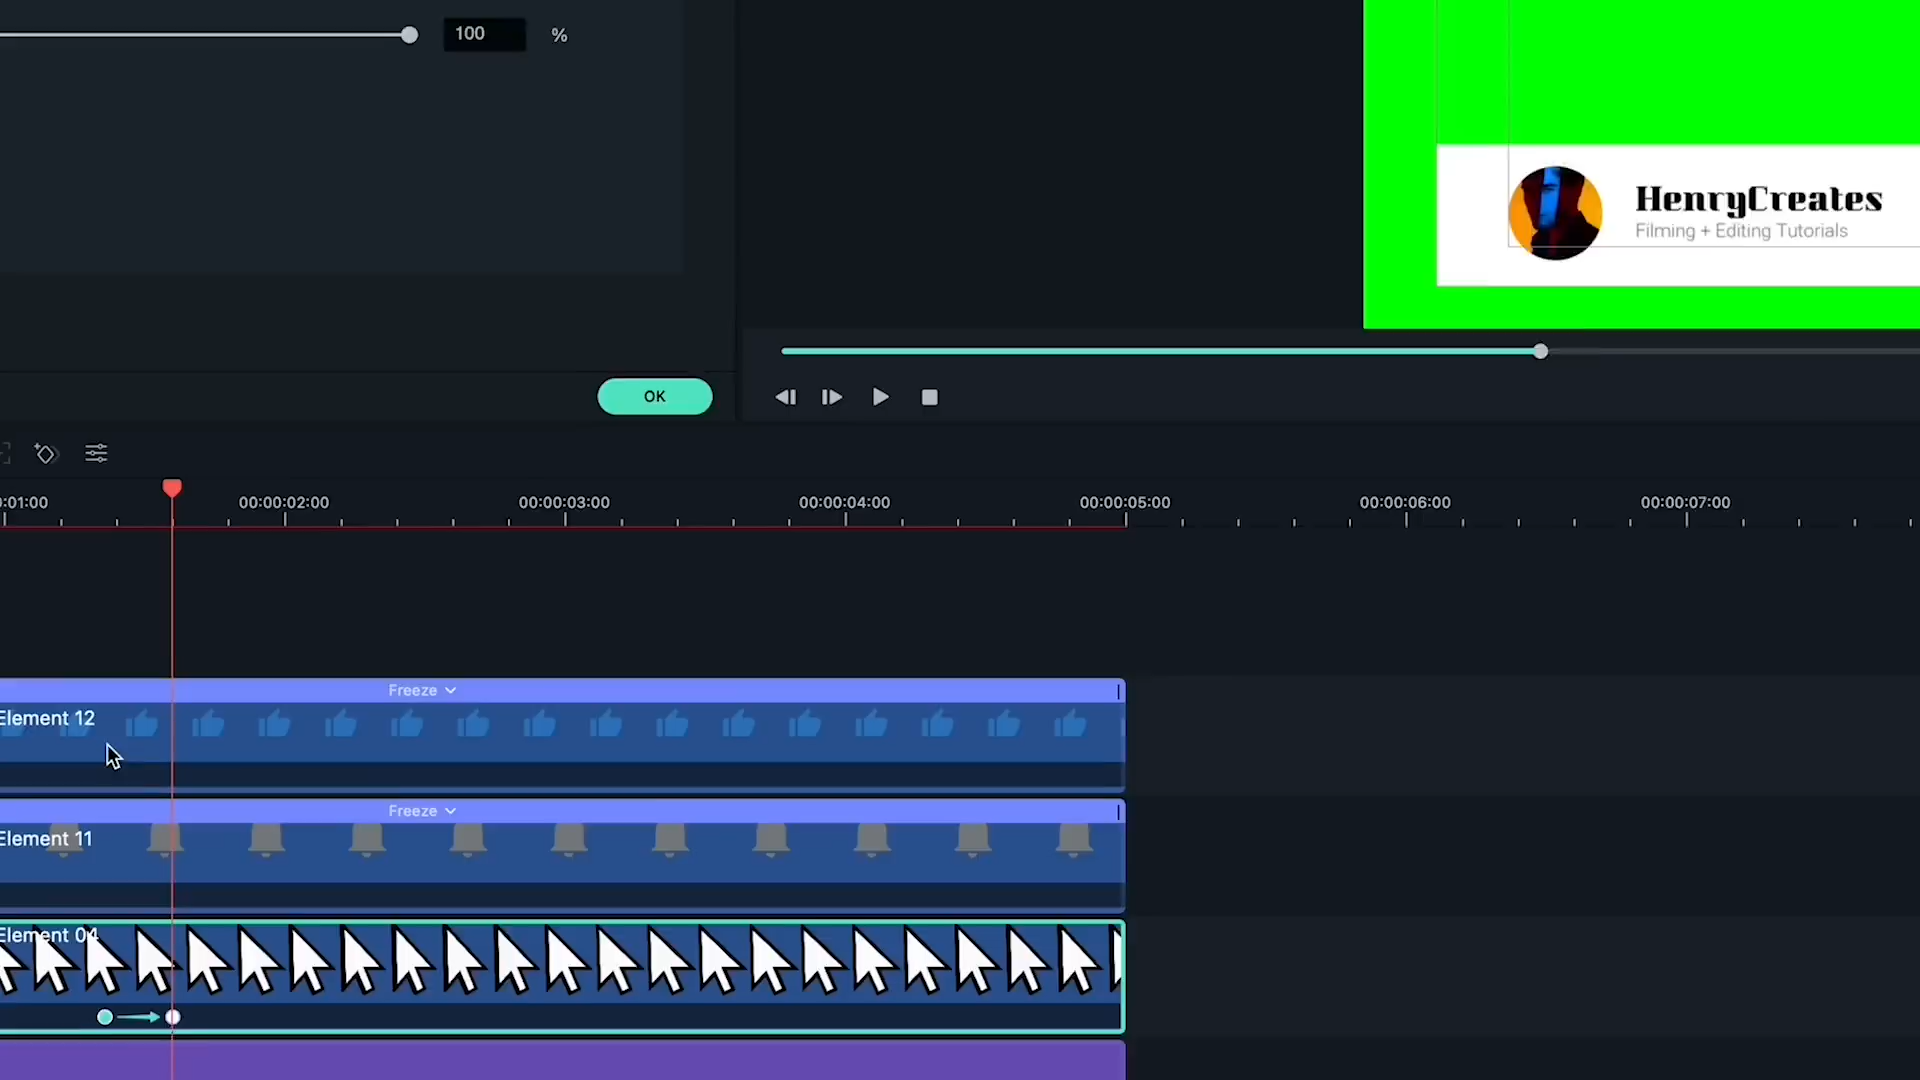 100 %
HenryCreates
Filming + Editing Tutorials
OK
:01:00 00:00:02:00 00:00:03:00 00:00:04:00 00:00:05:00 00:00:06:00 00:00:07:00
Freeze
Element 12
Freeze
Element 11
Element 04